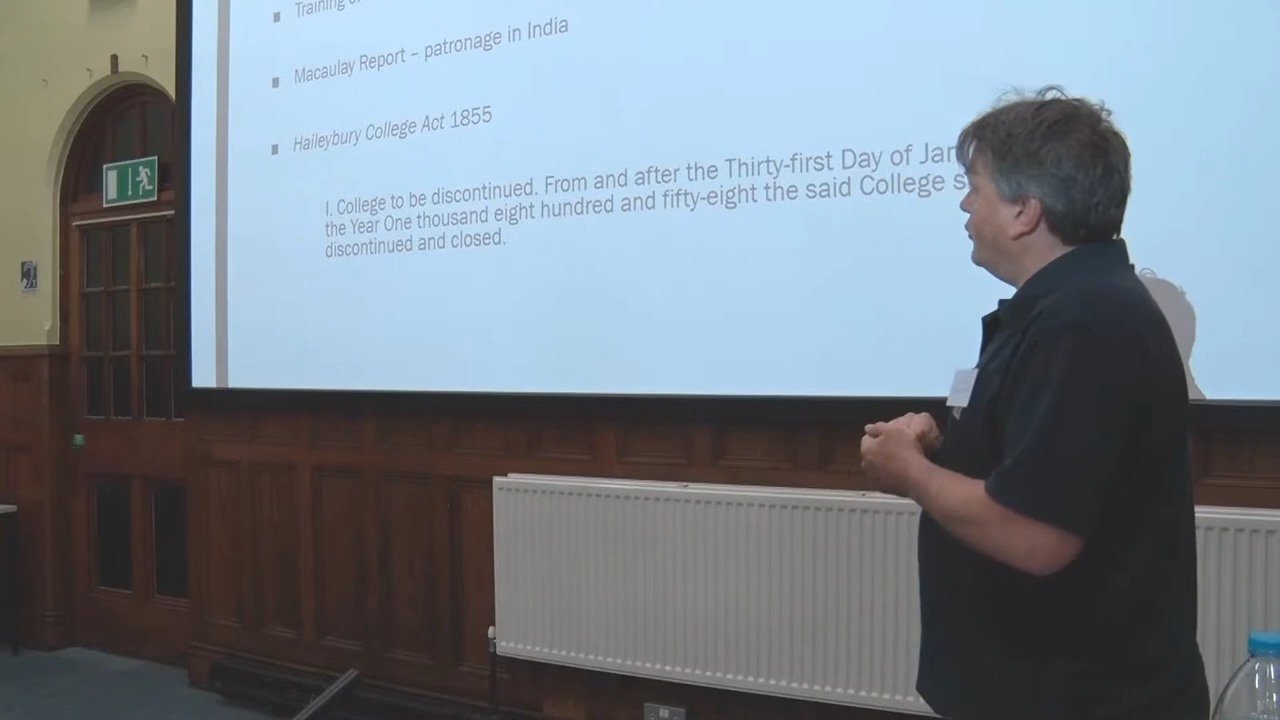 Training
Macaulay Report – patronage in India
Haileybury College Act 1855
I. College to be discontinued. From and after the Thirty-first Day of
the Year One thousand eight hundred and fifty-eight the said College
discontinued and closed.